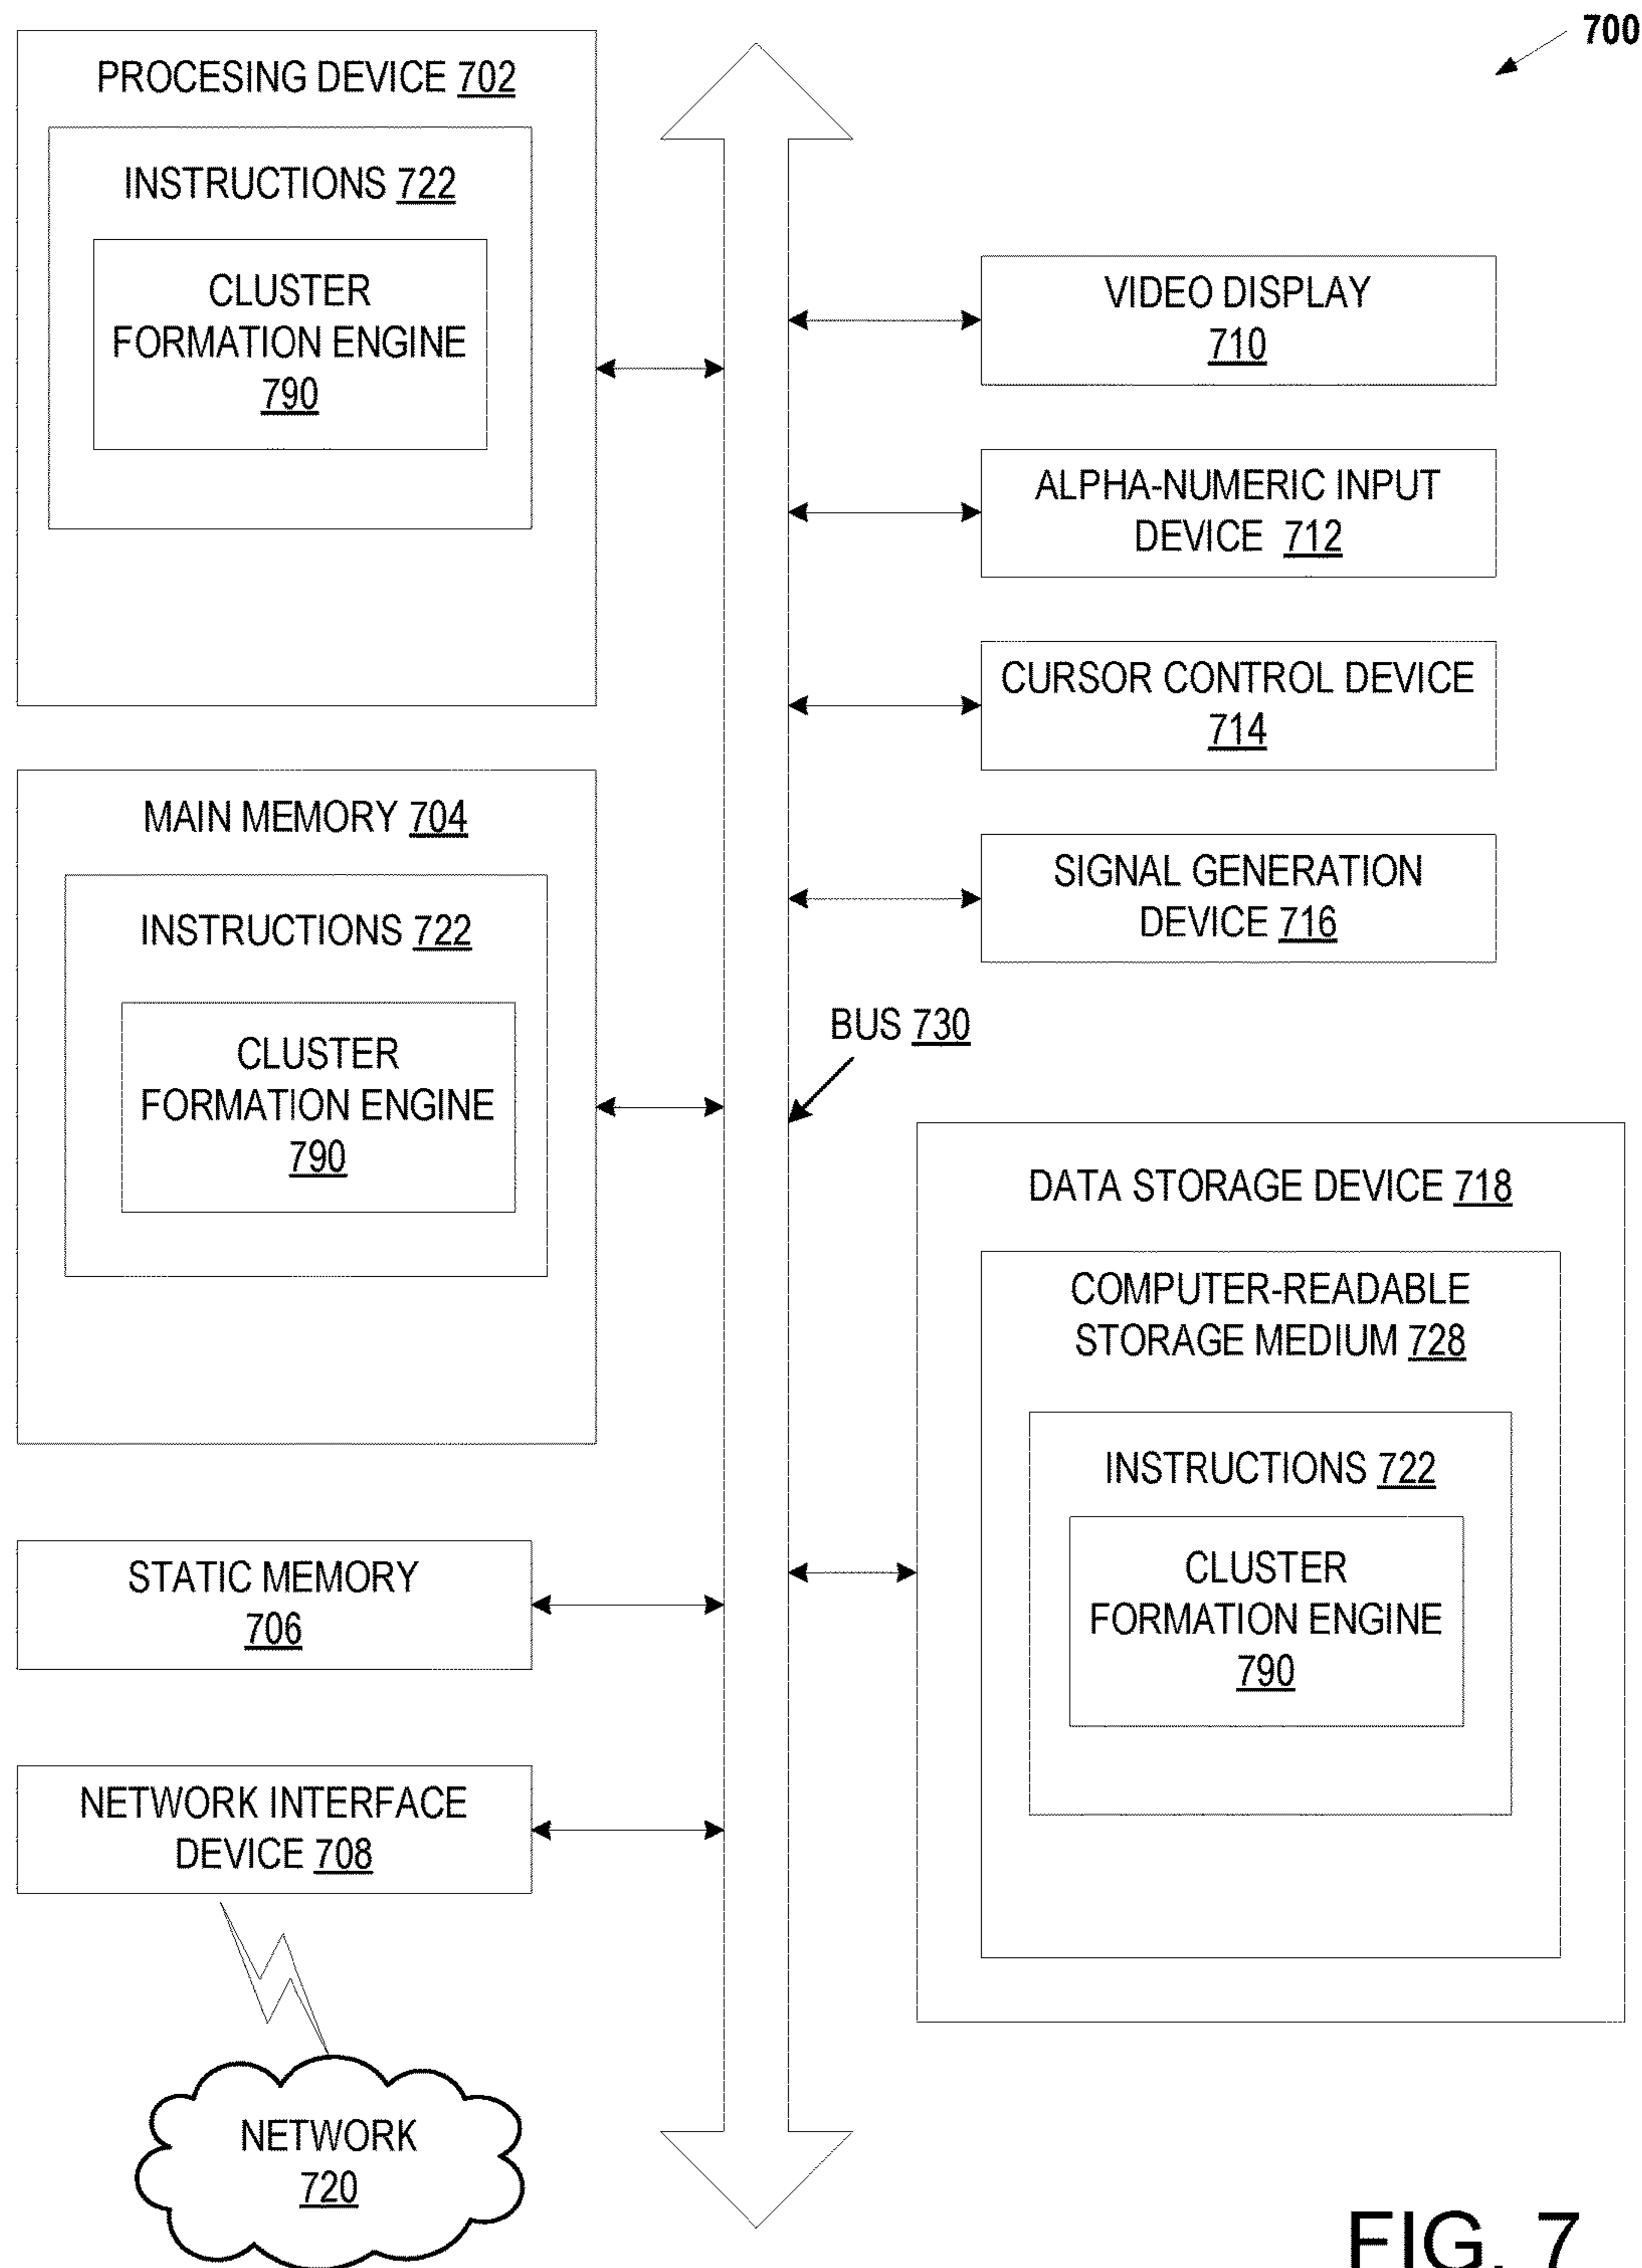 700
PROCESING DEVICE 702
INSTRUCTIONS 722
CLUSTER
FORMATION ENGINE
790
MAIN MEMORY 704
INSTRUCTIONS 722
CLUSTER
FORMATION ENGINE
790
STATIC MEMORY
706
NETWORK INTERFACE
DEVICE 708
NETWORK
720
VIDEO DISPLAY
710
ALPHA-NUMERIC INPUT
DEVICE 712
CURSOR CONTROL DEVICE
714
SIGNAL GENERATION
DEVICE 716
BUS 730
DATA STORAGE DEVICE 718
COMPUTER-READABLE
STORAGE MEDIUM 728
INSTRUCTIONS 722
CLUSTER
FORMATION ENGINE
790
FIG. 7